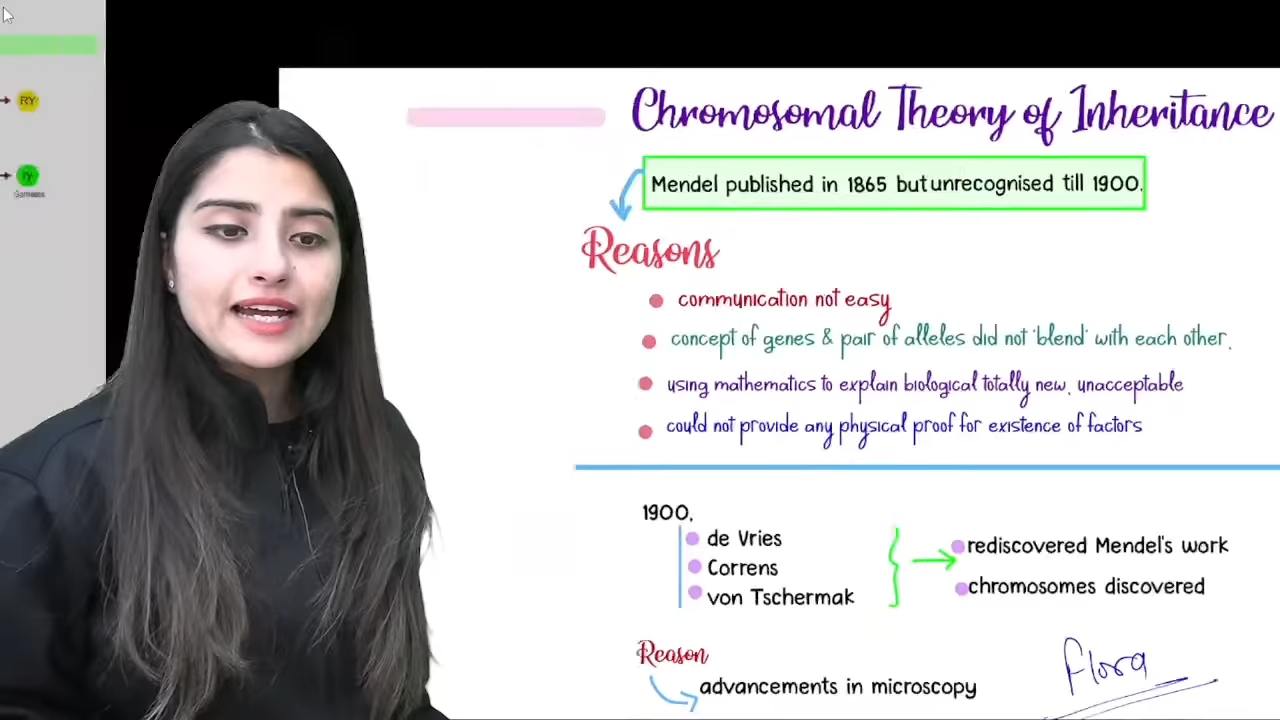 RY
ry
Gametes
Chromosomal Theory of Inheritance
Mendel published in 1865 but unrecognised till 1900.
Reasons
communication not easy
concept of genes & pair of alleles did not 'blend' with each other.
using mathematics to explain biological totally new, unacceptable
could not provide any physical proof for existence of factors
1900,
de Vries
Correns
von Tschermak
rediscovered Mendel's work
chromosomes discovered
Reason
advancements in microscopy
Flora